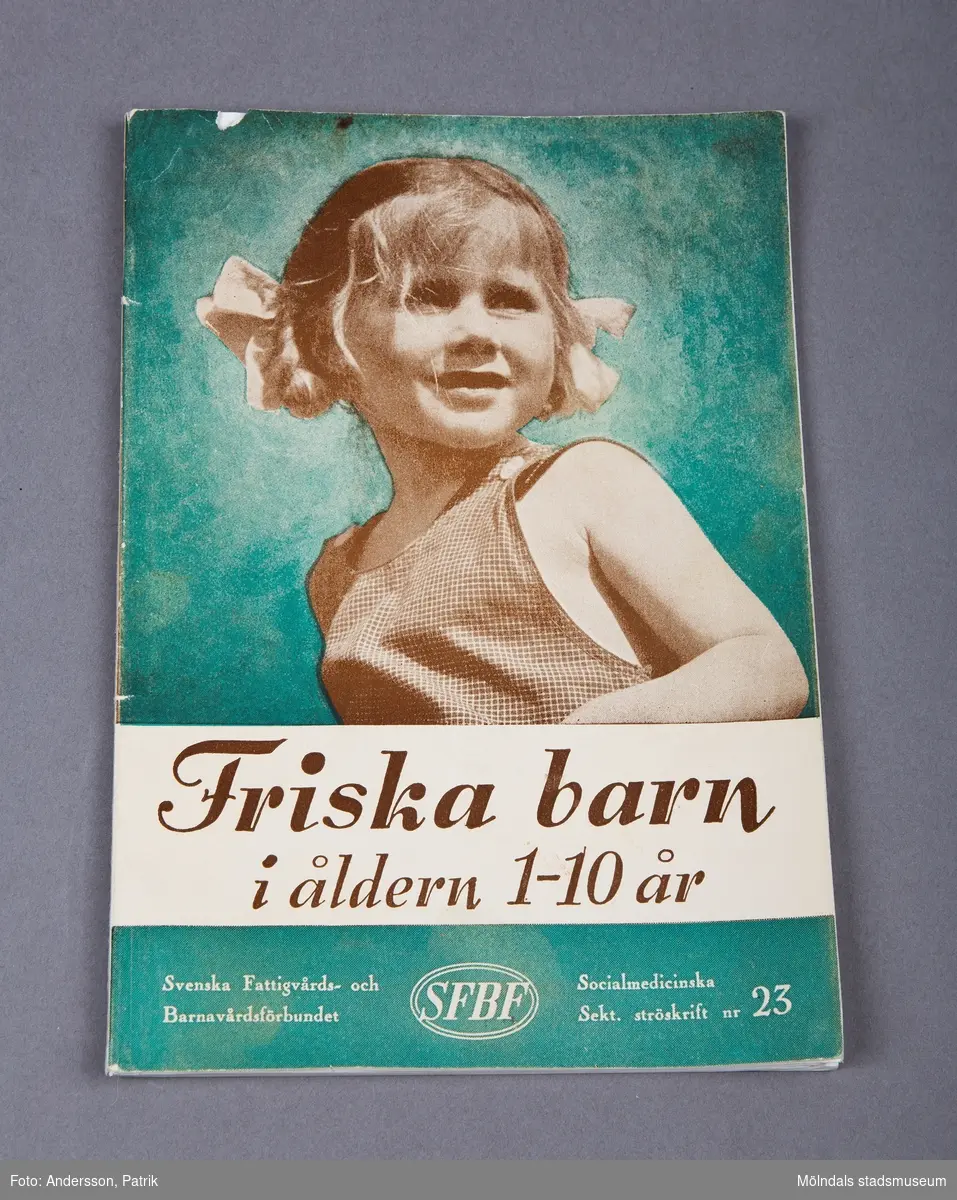 Friska barn
i åldern 1-10 år
Svenska Fattigvårds- och
Barnavårdsförbundet
SFBF
Socialmedicinska
Sekt. ströskrift nr 23
Foto: Andersson, Patrik
Mölndals stadsmuseum